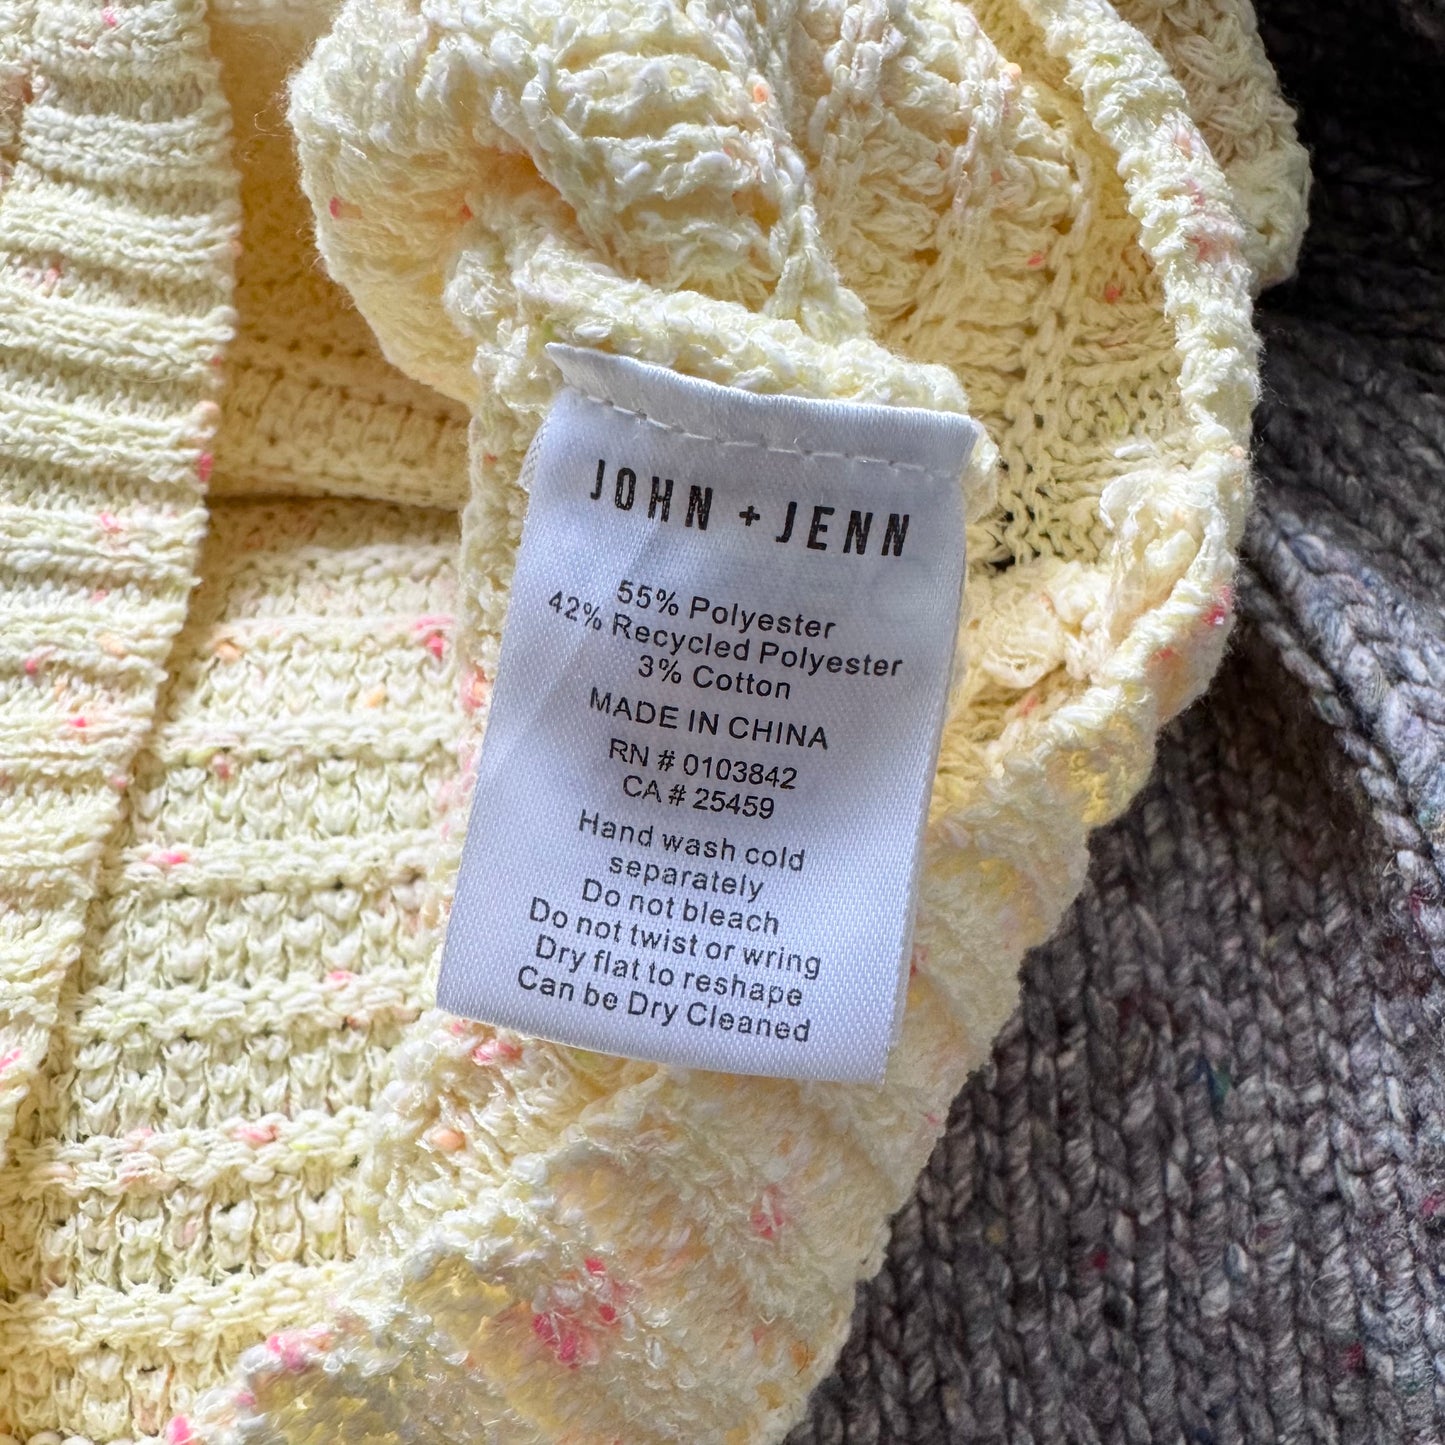 JOHN + JENN
55% Polyester
42% Recycled Polyester
3% Cotton
MADE IN CHINA
RN # 0103842
CA # 25459
Hand wash cold
separately
Do not bleach
Do not twist or wring
Dry flat to reshape
Can be Dry Cleaned